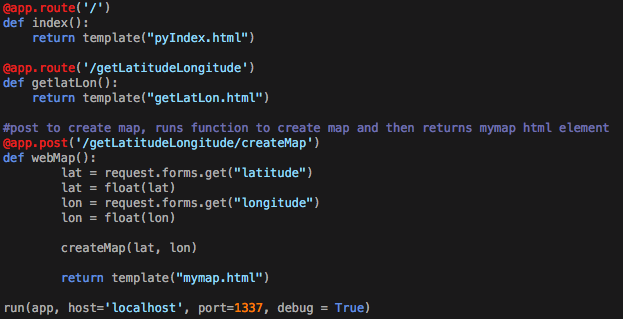 @app.route('/')
def index():
    return template("pyIndex.html")

@app.route('/getLatitudeLongitude')
def getlatLon():
    return template("getLatLon.html")

#post to create map, runs function to create map and then returns mymap html element
@app.post('/getLatitudeLongitude/createMap')
def webMap():
        lat = request.forms.get("latitude")
        lat = float(lat)
        lon = request.forms.get("longitude")
        lon = float(lon)

        createMap(lat, lon)

        return template("mymap.html")

run(app, host='localhost', port=1337, debug = True)